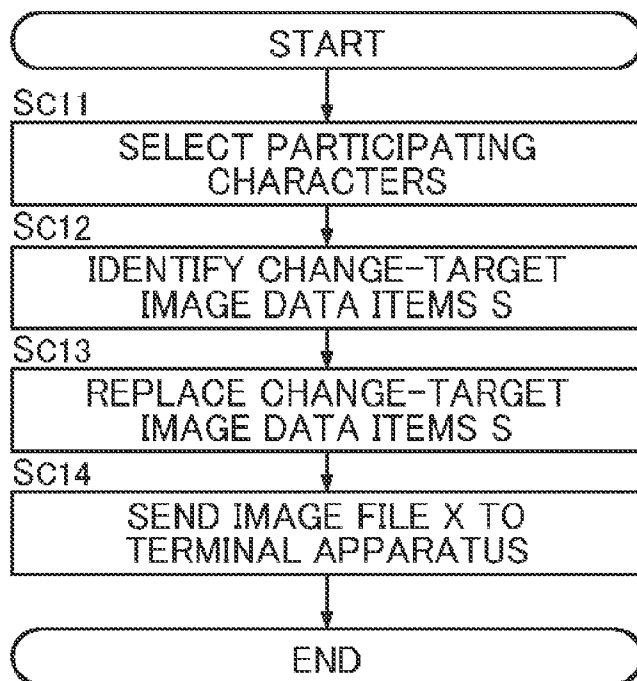 START
Sc11
SELECT PARTICIPATING
CHARACTERS
Sc12
IDENTIFY CHANGE-TARGET
IMAGE DATA ITEMS S
Sc13
REPLACE CHANGE-TARGET
IMAGE DATA ITEMS S
Sc14
SEND IMAGE FILE X TO
TERMINAL APPARATUS
END